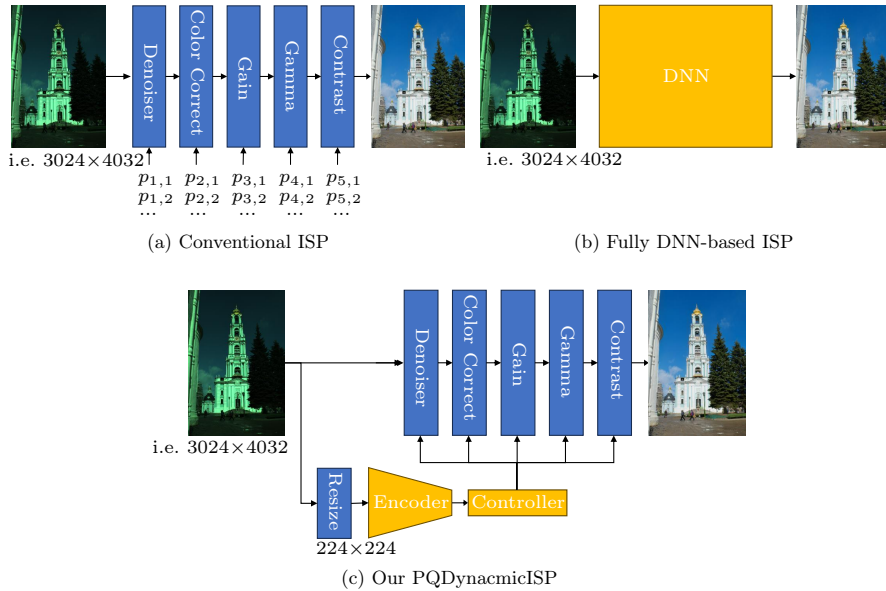 Denoiser
Color Correct
Gain
Gamma
Contrast
i.e. 3024×4032
p1,1 p2,1 p3,1 p4,1 p5,1
p1,2 p2,2 p3,2 p4,2 p5,2
... ... ... ... ...
(a) Conventional ISP
DNN
i.e. 3024×4032
(b) Fully DNN-based ISP
Denoiser
Color Correct
Gain
Gamma
Contrast
i.e. 3024×4032
Resize
Encoder
Controller
224×224
(c) Our PQDynacmicISP